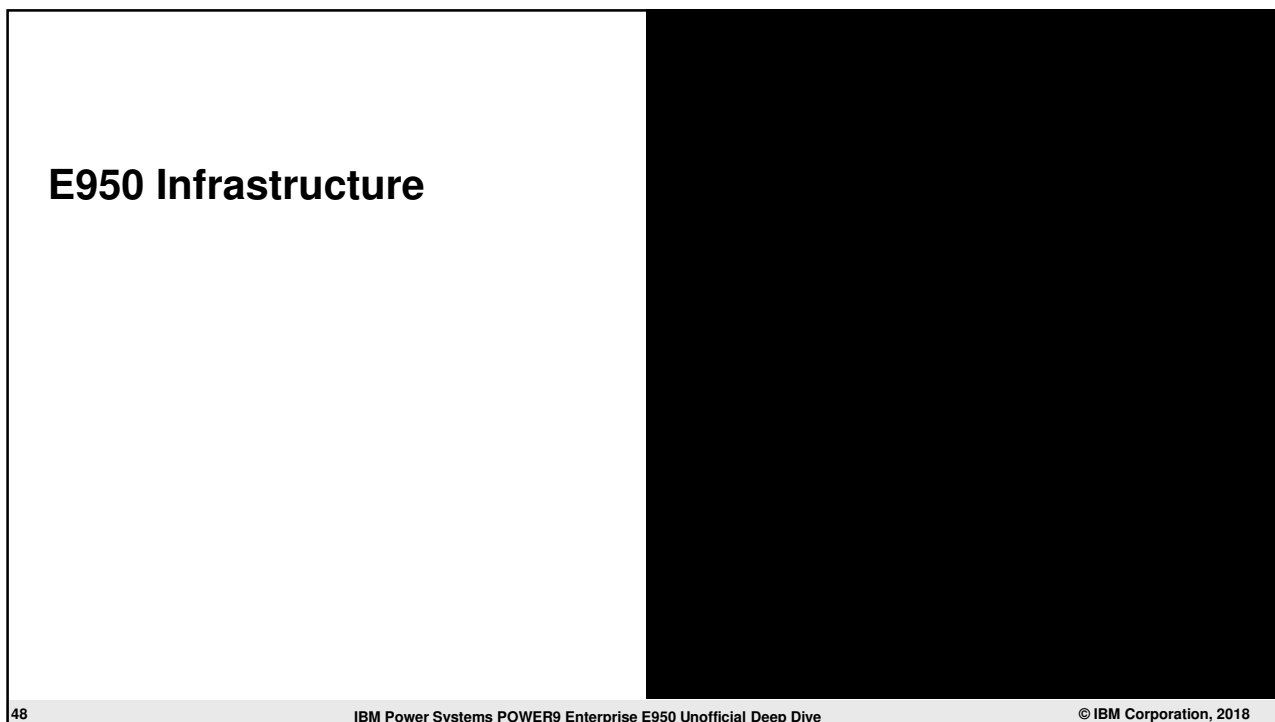 E950 Infrastructure
48 IBM Power Systems POWER9 Enterprise E950 Unofficial Deep Dive © IBM Corporation, 2018